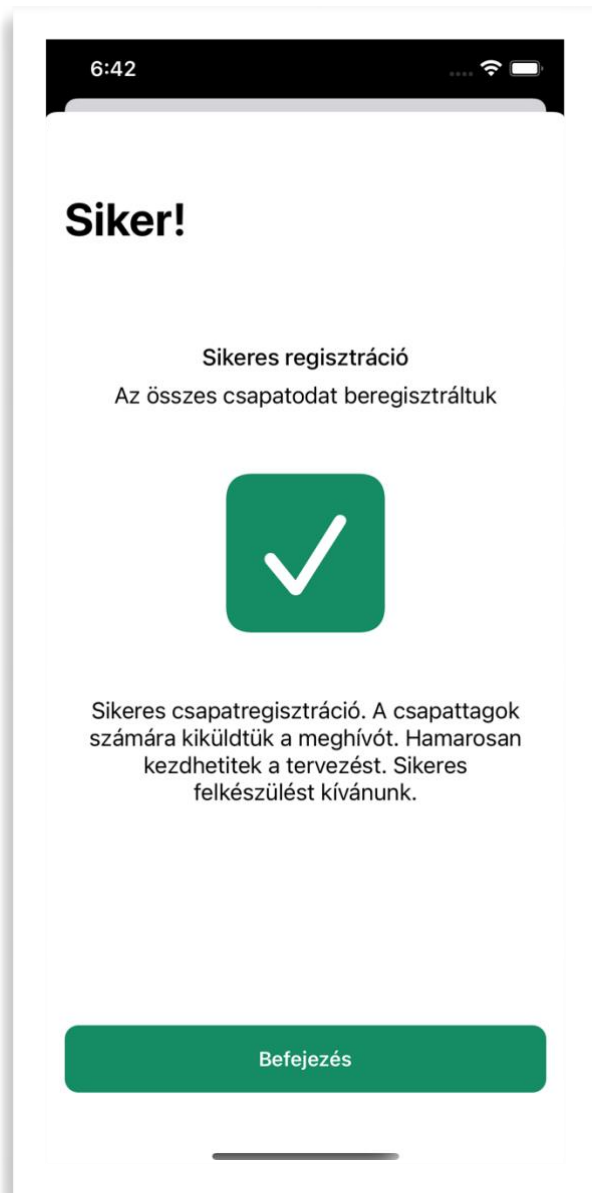 6:42
Siker!
Sikeres regisztráció
Az összes csapatodat beregisztráltuk
Sikeres csapatregisztráció. A csapattagok
számára kiküldtük a meghívót. Hamarosan
kezdhetitek a tervezést. Sikeres
felkészülést kívánunk.
Befejezés